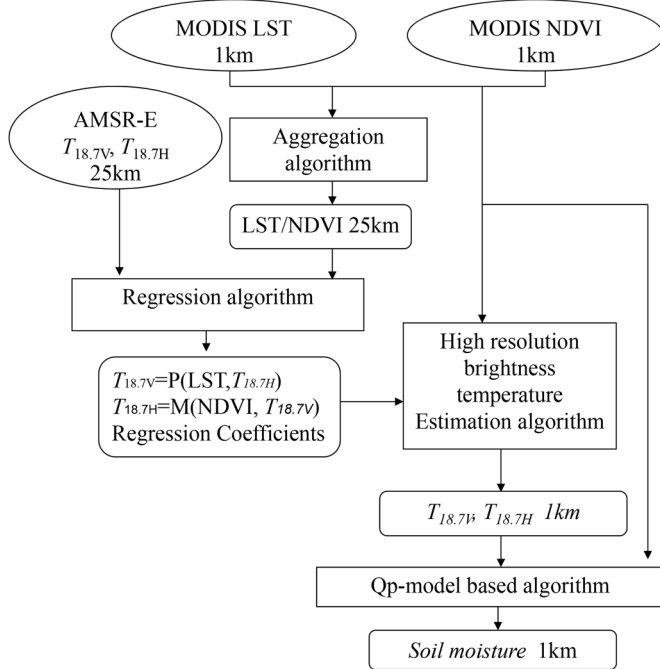 MODIS LST
1km
MODIS NDVI
1km
AMSR-E
T18.7V, T18.7H
25km
Aggregation
algorithm
LST/NDVI 25km
Regression algorithm
High resolution
brightness
temperature
Estimation algorithm
T18.7V=P(LST,T18.7H)
T18.7H=M(NDVI, T18.7V)
Regression Coefficients
T18.7V, T18.7H 1km
Qp-model based algorithm
Soil moisture 1km